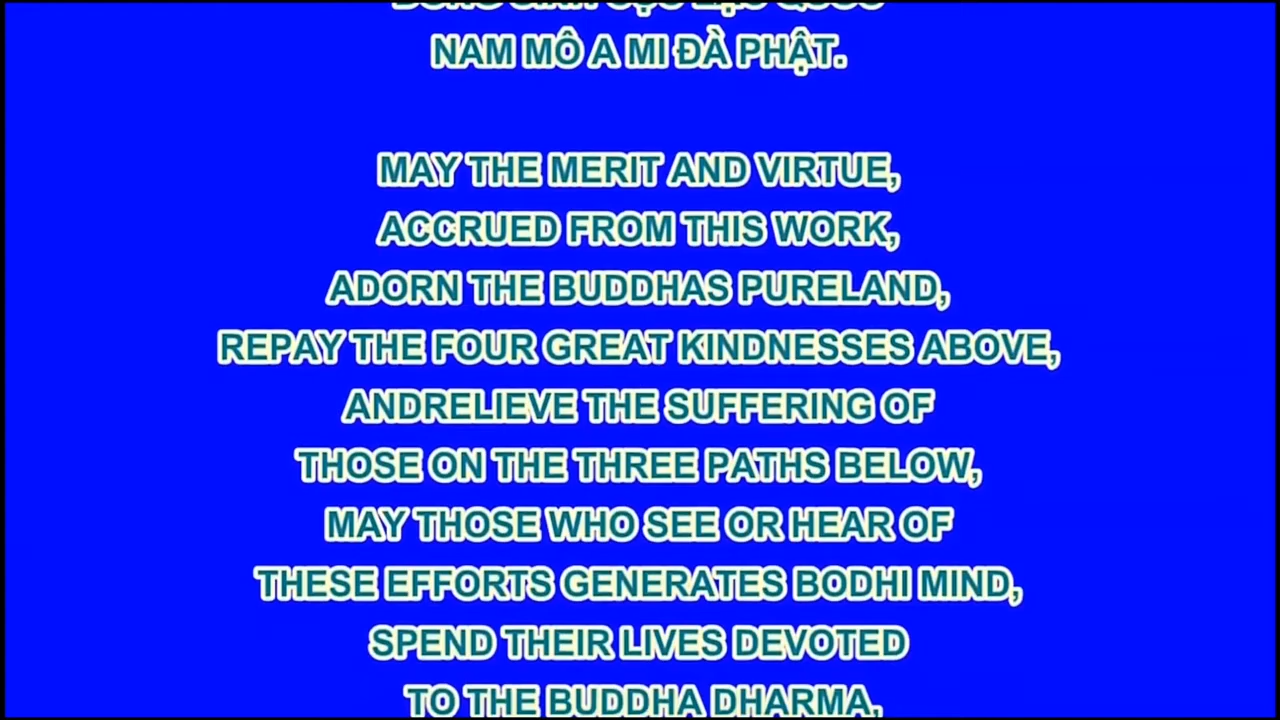 NAM MÔ A MI ĐÀ PHẬT.
MAY THE MERIT AND VIRTUE,
ACCRUED FROM THIS WORK,
ADORN THE BUDDHAS PURELAND,
REPAY THE FOUR GREAT KINDNESSES ABOVE,
ANDRELIEVE THE SUFFERING OF
THOSE ON THE THREE PATHS BELOW,
MAY THOSE WHO SEE OR HEAR OF
THESE EFFORTS GENERATES BODHI MIND,
SPEND THEIR LIVES DEVOTED
TO THE BUDDHA DHARMA,